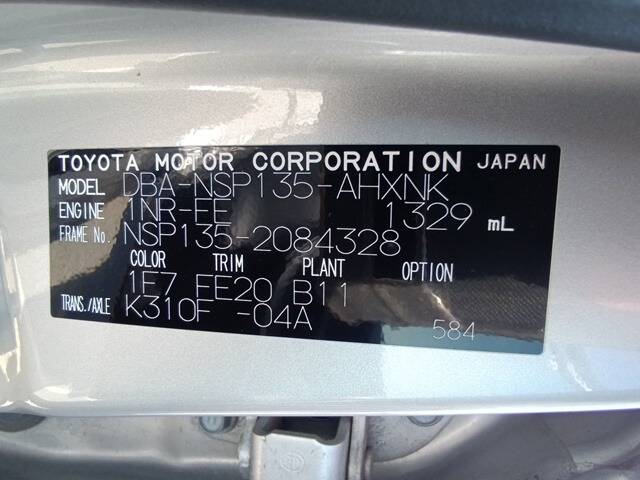 TOYOTA MOTOR CORPORATION JAPAN
MODEL DBA-NSP135-AHXNK
ENGINE 1NR-FE 1329 mL
FRAME No. NSP135-2084328
COLOR TRIM PLANT OPTION
1F7 FE20 B11
TRANS./AXLE K310F -04A
584